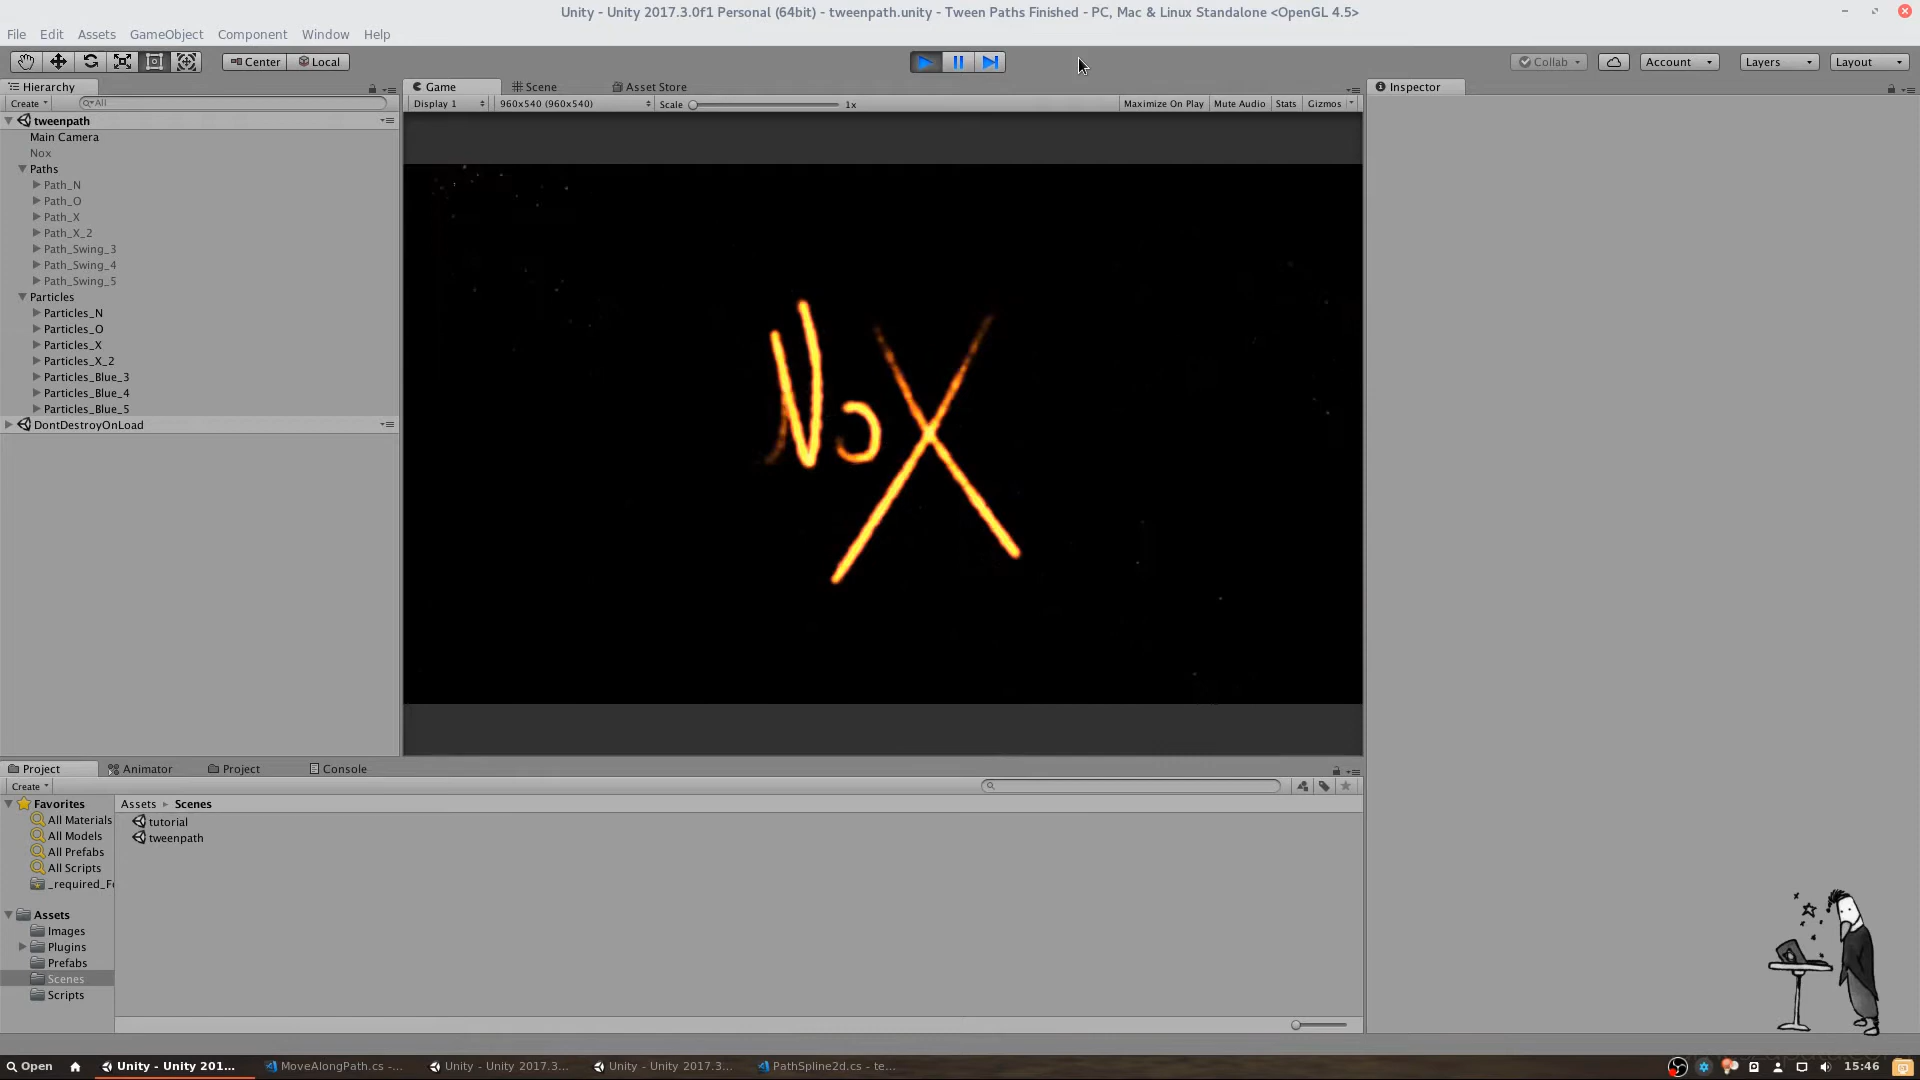 Unity - Unity 2017.3.0f1 Personal (64bit) - tweenpath.unity - Tween Paths Finished - PC, Mac & Linux Standalone <OpenGL 4.5>
File Edit Assets GameObject Component Window Help
Center Local Collab Account Layers Layout
Hierarchy
Create All
tweenpath
Main Camera
Nox
Paths
Path_N
Path_O
Path_X
Path_X_2
Path_Swing_3
Path_Swing_4
Path_Swing_5
Particles
Particles_N
Particles_O
Particles_X
Particles_X_2
Particles_Blue_3
Particles_Blue_4
Particles_Blue_5
DontDestroyOnLoad
Game Scene Asset Store
Display 1 960x540 (960x540) Scale 1x Maximize On Play Mute Audio Stats Gizmos
NoX
Inspector
Project Animator Project Console
Create
Favorites
All Materials
All Models
All Prefabs
All Scripts
Assets
Images
Plugins
Prefabs
Scenes
Scripts
Assets Scenes
tutorial
tweenpath
Open Unity - Unity 201... MoveAlongPath.cs -... Unity - Unity 2017.3... Unity - Unity 2017.3... PathSpline2d.cs - te... 15:46